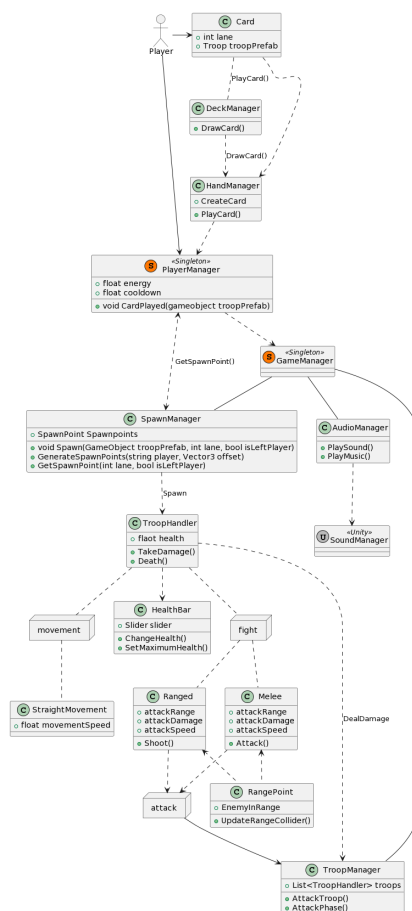 Player
C Card
int lane
Troop troopPrefab
PlayCard()
C DeckManager
DrawCard()
DrawCard()
C HandManager
CreateCard
PlayCard()
S «Singleton»
PlayerManager
float energy
float cooldown
void CardPlayed(gameobject troopPrefab)
GetSpawnPoint()
S «Singleton»
GameManager
C SpawnManager
SpawnPoint Spawnpoints
void Spawn(GameObject troopPrefab, int lane, bool isLeftPlayer)
GenerateSpawnPoints(string player, Vector3 offset)
GetSpawnPoint(int lane, bool isLeftPlayer)
C AudioManager
PlaySound()
PlayMusic()
Spawn
C TroopHandler
flaot health
TakeDamage()
Death()
U «Unity»
SoundManager
movement
C HealthBar
Slider slider
ChangeHealth()
SetMaximumHealth()
fight
C StraightMovement
float movementSpeed
C Ranged
attackRange
attackDamage
attackSpeed
Shoot()
C Melee
attackRange
attackDamage
attackSpeed
Attack()
DealDamage
attack
C RangePoint
EnemyInRange
UpdateRangeCollider()
C TroopManager
List<TroopHandler> troops
AttackTroop()
AttackPhase()